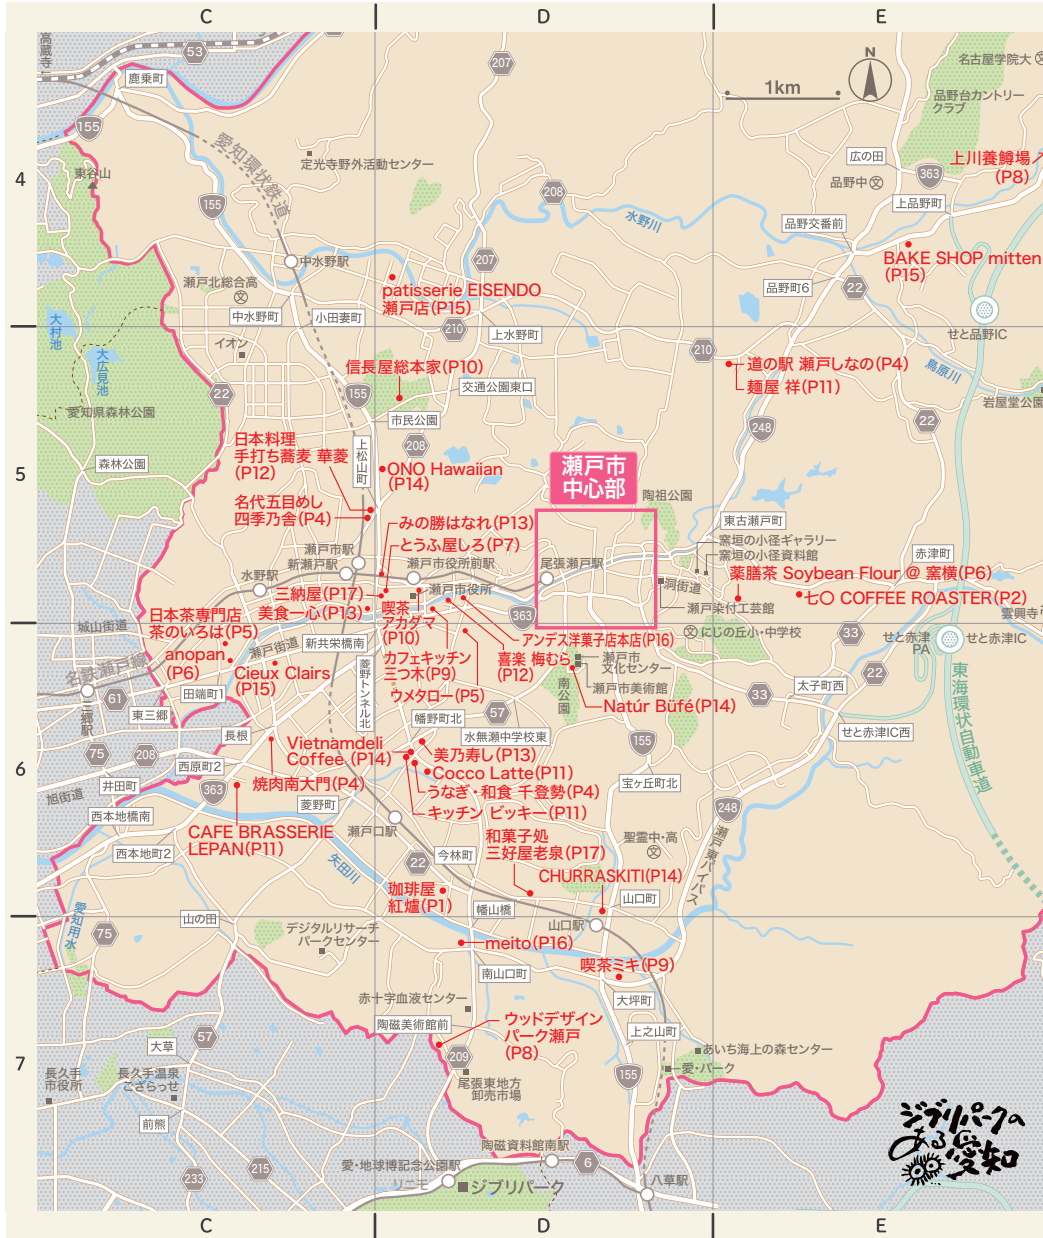 C
D
E
4
5
6
7
N
1km
高蔵寺
53
鹿乗町
207
名古屋学院大
品野台カントリー
クラブ
155
愛知環状鉄道
定光寺野外活動センター
東谷山
広の田
品野中
363
上川養鱒場
(P8)
155
208
水野川
上品野町
品野交番前
中水野駅
207
BAKE SHOP mitten
(P15)
瀬戸北総合高
patisserie EISENDO
瀬戸店(P15)
品野町6
22
中水野町
小田妻町
210
上水野町
せと品野IC
大村池
イオン
大広見池
210
信長屋総本家(P10)
道の駅 瀬戸しなの(P4)
麺屋 祥(P11)
鳥原川
22
155
交通公園東口
岩屋堂公園
愛知県森林公園
市民公園
22
248
日本料理
手打ち蕎麦 華菱
(P12)
上松山町
208
瀬戸市
中心部
森林公園
ONO Hawaiian
(P14)
陶祖公園
名代五目めし
四季乃舎(P4)
みの勝はなれ(P13)
東古瀬戸町
とうふ屋しろ(P7)
窯垣の小径ギャラリー
窯垣の小径資料館
赤津町
瀬戸市駅
新瀬戸駅
瀬戸市役所前駅
尾張瀬戸駅
水野駅
洞街道
薬膳茶 Soybean Flour @ 窯横(P6)
三納屋(P17)
瀬戸市役所
七〇 COFFEE ROASTER(P2)
美食一心(P13)
喫茶
アカダマ
(P10)
363
瀬戸染付工芸館
雲興寺
日本茶専門店
茶のいろは(P5)
城山街道
瀬戸街道
新共栄橋南
アンデス洋菓子店本店(P16)
にじの丘小・中学校
33
せと赤津
PA
せと赤津IC
anopan
(P6)
カフェキッチン
三つ木(P9)
喜楽 梅むら
(P12)
瀬戸市
文化センター
名鉄瀬戸線
Cieux Clairs
(P15)
菱野トンネル北
ウメタロー(P5)
瀬戸市美術館
南公園
22
太子町西
東海環状自動車道
三郷駅
61
田端町1
Natúr Büfé(P14)
33
東三郷
幡野町北
57
長根
水無瀬中学校東
せと赤津IC西
75
208
Vietnamdeli
Coffee (P14)
美乃寿し(P13)
155
西原町2
Cocco Latte(P11)
井田町
焼肉南大門(P4)
うなぎ・和食 千登勢(P4)
宝ヶ丘町北
旭街道
363
菱野町
キッチン ビッキー(P11)
248
西本地橋南
CAFE BRASSERIE
LEPAN(P11)
瀬戸口駅
和菓子処
三好屋老泉(P17)
聖霊中・高
瀬戸東バイパス
西本地町2
矢田川
22
今林町
CHURRASKITI(P14)
珈琲屋
紅爐(P1)
山口町
愛知用水
山の田
幡山橋
山口駅
75
デジタルリサーチ
パークセンター
meito(P16)
南山口町
喫茶ミキ(P9)
大坪町
赤十字血液センター
陶磁美術館前
ウッドデザイン
パーク瀬戸
(P8)
上之山町
57
大草
あいち海上の森センター
209
愛・パーク
長久手
市役所
長久手温泉
ござらっせ
尾張東地方
卸売市場
155
前熊
ジブリパークの
ある愛知
陶磁資料館南駅
233
215
愛・地球博記念公園駅
リニモ
6
八草駅
ジブリパーク
C
D
E